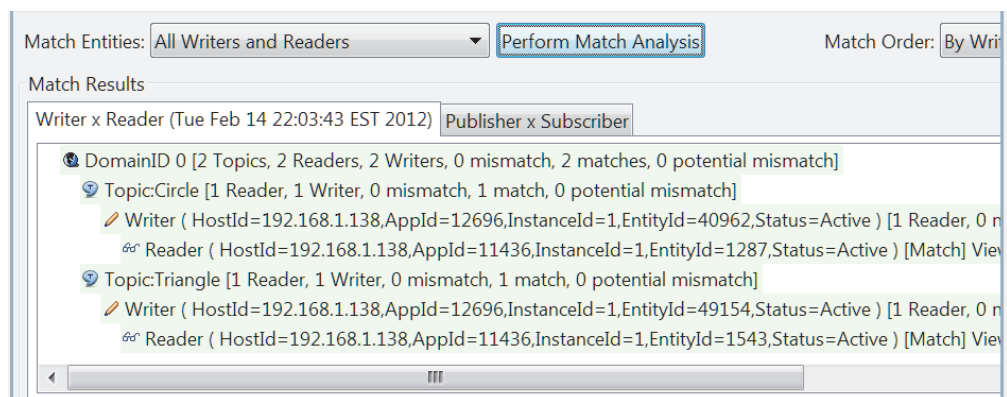 Match Entities: All Writers and Readers Perform Match Analysis Match Order: By Wri
Match Results
Writer x Reader (Tue Feb 14 22:03:43 EST 2012) Publisher x Subscriber
DomainID 0 [2 Topics, 2 Readers, 2 Writers, 0 mismatch, 2 matches, 0 potential mismatch]
Topic:Circle [1 Reader, 1 Writer, 0 mismatch, 1 match, 0 potential mismatch]
Writer ( HostId=192.168.1.138,AppId=12696,InstanceId=1,EntityId=40962,Status=Active ) [1 Reader, 0
Reader ( HostId=192.168.1.138,AppId=11436,InstanceId=1,EntityId=1287,Status=Active ) [Match] View
Topic:Triangle [1 Reader, 1 Writer, 0 mismatch, 1 match, 0 potential mismatch]
Writer ( HostId=192.168.1.138,AppId=12696,InstanceId=1,EntityId=49154,Status=Active ) [1 Reader, 0
Reader ( HostId=192.168.1.138,AppId=11436,InstanceId=1,EntityId=1543,Status=Active ) [Match] View